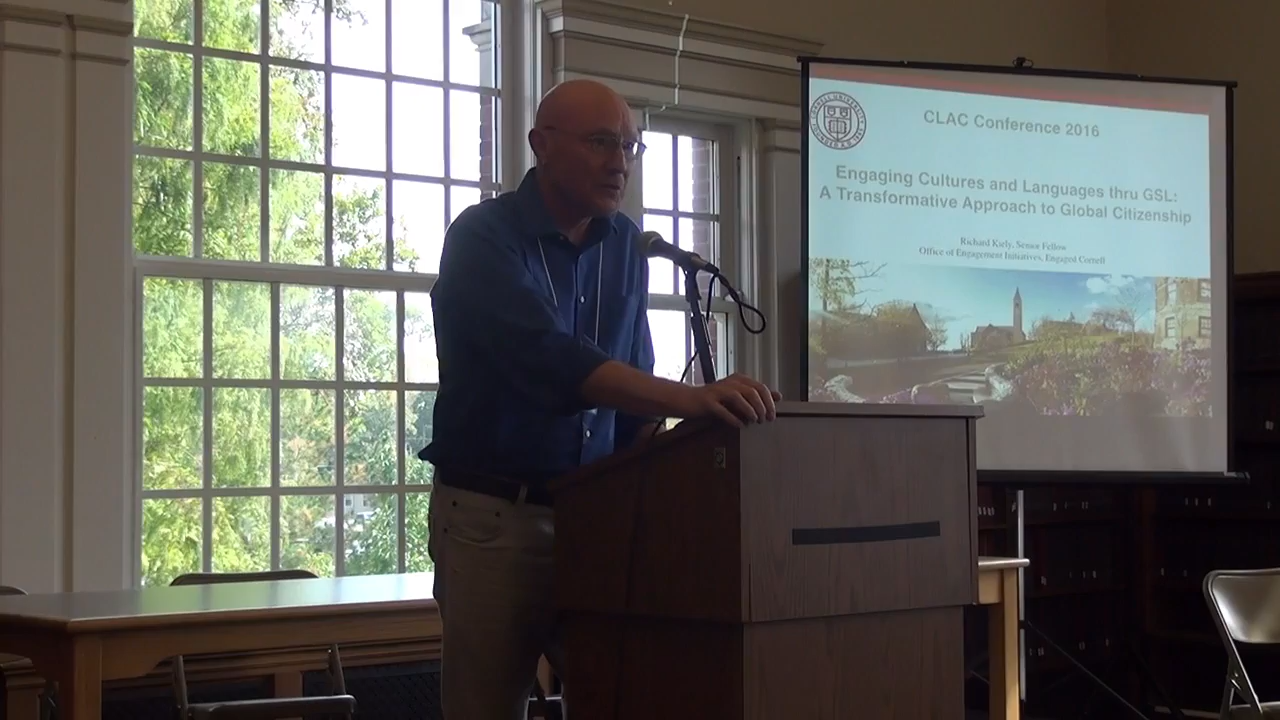 CLAC Conference 2016
Engaging Cultures and Languages thru GSL:
A Transformative Approach to Global Citizenship
Richard Kiely, Senior Fellow
Office of Engagement Initiatives, Engaged Cornell